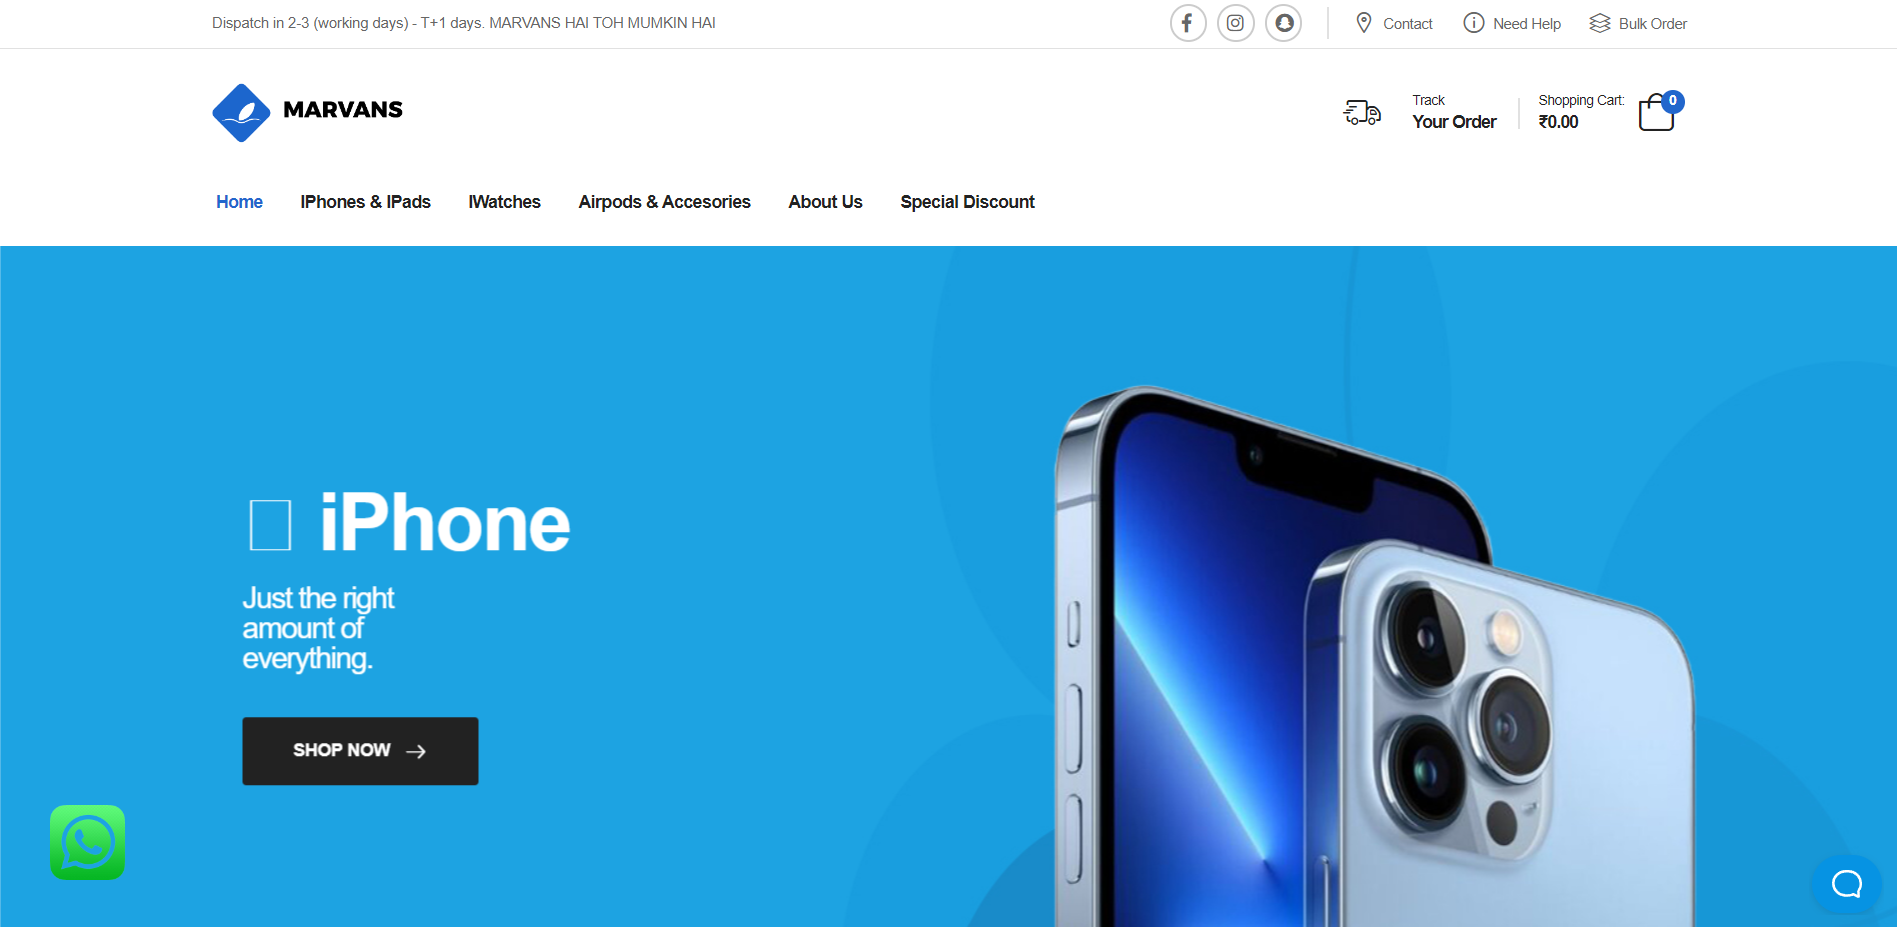 Dispatch in 2-3 (working days) - T+1 days. MARVANS HAI TOH MUMKIN HAI
Contact
Need Help
Bulk Order
MARVANS
Track
Your Order
Shopping Cart:
₹0.00
0
Home
IPhones & IPads
IWatches
Airpods & Accesories
About Us
Special Discount
iPhone
Just the right
amount of
everything.
SHOP NOW